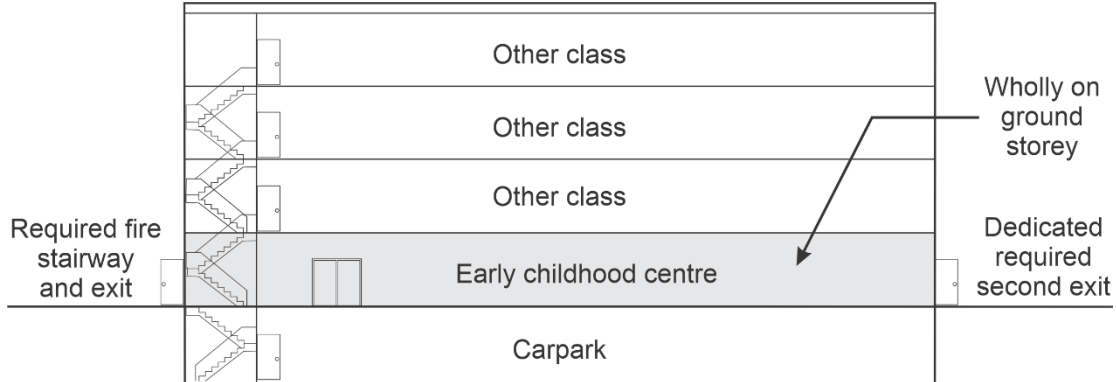 Other class
Wholly on
ground
storey
Other class
Other class
Required fire
stairway
and exit
Dedicated
required
second exit
Early childhood centre
Carpark